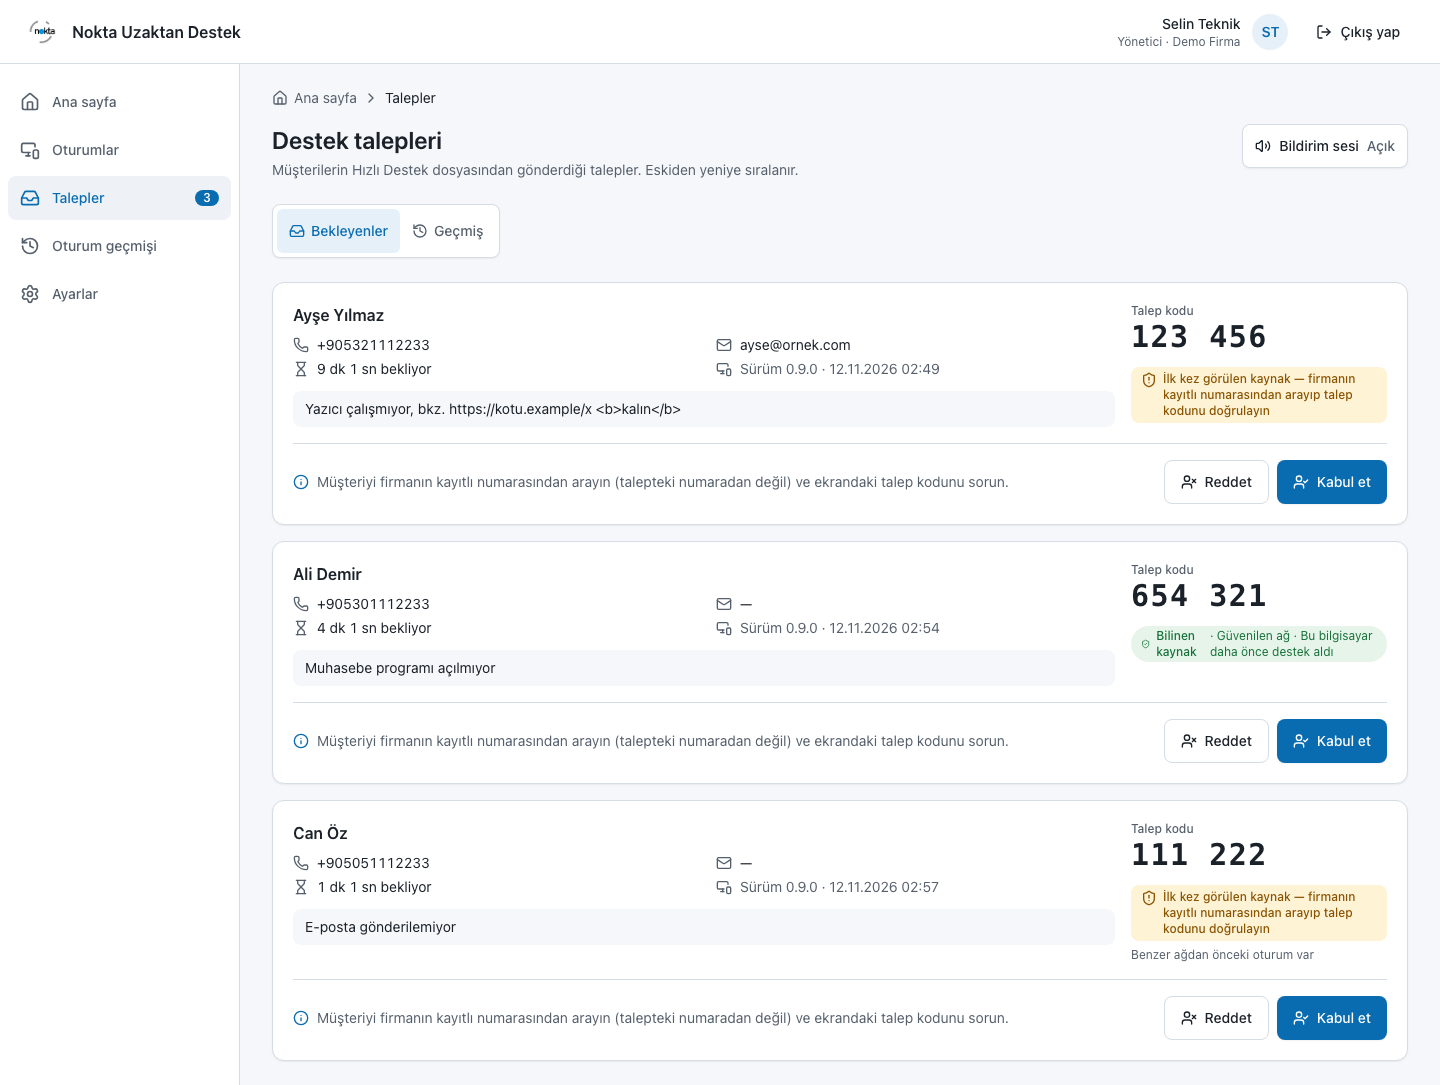 nokta
Nokta Uzaktan Destek
Selin Teknik
Yönetici · Demo Firma
ST
Çıkış yap
Ana sayfa
Oturumlar
Talepler
3
Oturum geçmişi
Ayarlar
Ana sayfa
Talepler
Destek talepleri
Müşterilerin Hızlı Destek dosyasından gönderdiği talepler. Eskiden yeniye sıralanır.
Bildirim sesi Açık
Bekleyenler
Geçmiş
Ayşe Yılmaz
+905321112233
ayse@ornek.com
9 dk 1 sn bekliyor
Sürüm 0.9.0 · 12.11.2026 02:49
Yazıcı çalışmıyor, bkz. https://kotu.example/x <b>kalın</b>
Talep kodu
123 456
İlk kez görülen kaynak — firmanın
kayıtlı numarasından arayıp talep
kodunu doğrulayın
Müşteriyi firmanın kayıtlı numarasından arayın (talepteki numaradan değil) ve ekrandaki talep kodunu sorun.
Reddet
Kabul et
Ali Demir
+905301112233
—
4 dk 1 sn bekliyor
Sürüm 0.9.0 · 12.11.2026 02:54
Muhasebe programı açılmıyor
Talep kodu
654 321
Bilinen
kaynak
· Güvenilen ağ · Bu bilgisayar
daha önce destek aldı
Müşteriyi firmanın kayıtlı numarasından arayın (talepteki numaradan değil) ve ekrandaki talep kodunu sorun.
Reddet
Kabul et
Can Öz
+905051112233
—
1 dk 1 sn bekliyor
Sürüm 0.9.0 · 12.11.2026 02:57
E-posta gönderilemiyor
Talep kodu
111 222
İlk kez görülen kaynak — firmanın
kayıtlı numarasından arayıp talep
kodunu doğrulayın
Benzer ağdan önceki oturum var
Müşteriyi firmanın kayıtlı numarasından arayın (talepteki numaradan değil) ve ekrandaki talep kodunu sorun.
Reddet
Kabul et